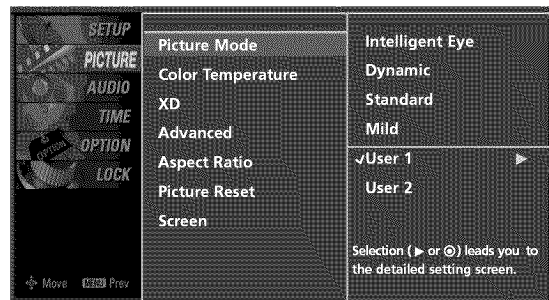 SETUP
PICTURE
AUDIO
TIME
OPTION
LOCK
Move MENU Prev
Picture Mode
Color Temperature
XD
Advanced
Aspect Ratio
Picture Reset
Screen
Intelligent Eye
Dynamic
Standard
Mild
✓User 1 ▶
User 2
Selection (▶ or ◉) leads you to
the detailed setting screen.